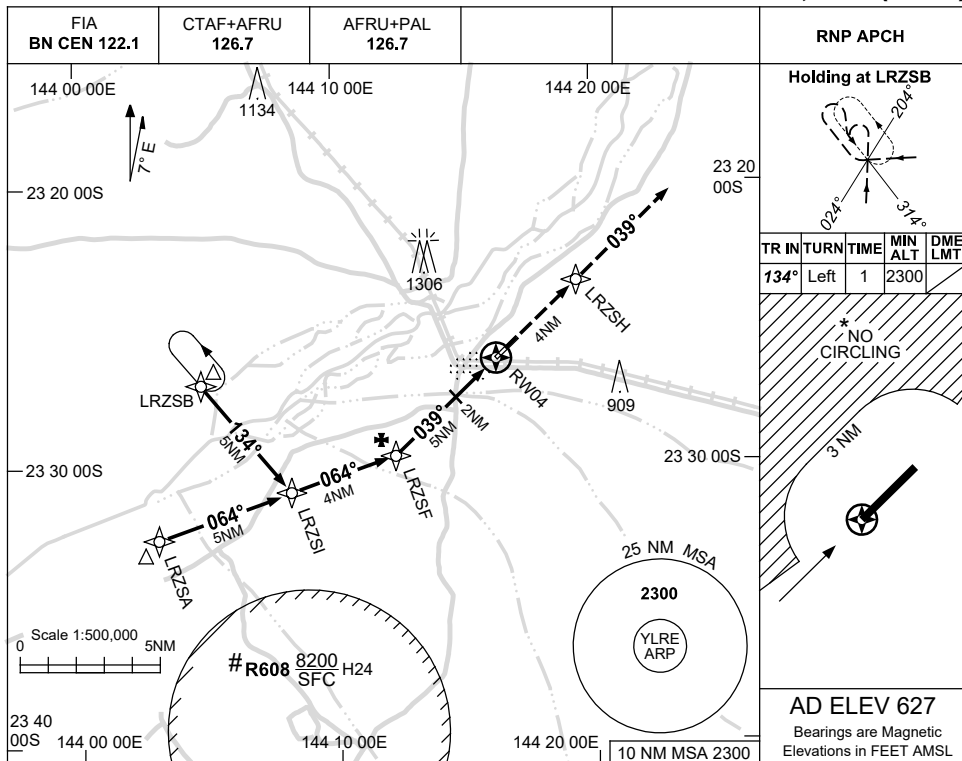 FIA
BN CEN 122.1
CTAF+AFRU
126.7
AFRU+PAL
126.7
RNP APCH
144 00 00E
144 10 00E
144 20 00E
1134
7° E
23 20 00S
23 20
00S
1306
039°
LRZSH
4NM
RW04
909
LRZSB
134°
5NM
039°
5NM
2NM
23 30 00S
23 30 00S
064°
4NM
LRZSF
064°
5NM
LRZSI
LRZSA
Scale 1:500,000
0
5NM
#R608 8200
SFC
H24
25 NM MSA
2300
YLRE
ARP
23 40
00S
144 00 00E
144 10 00E
144 20 00E
10 NM MSA 2300
Holding at LRZSB
204°
024°
314°
TR IN TURN TIME MIN ALT DME LMT
134° Left 1 2300
*NO
CIRCLING
3 NM
AD ELEV 627
Bearings are Magnetic
Elevations in FEET AMSL